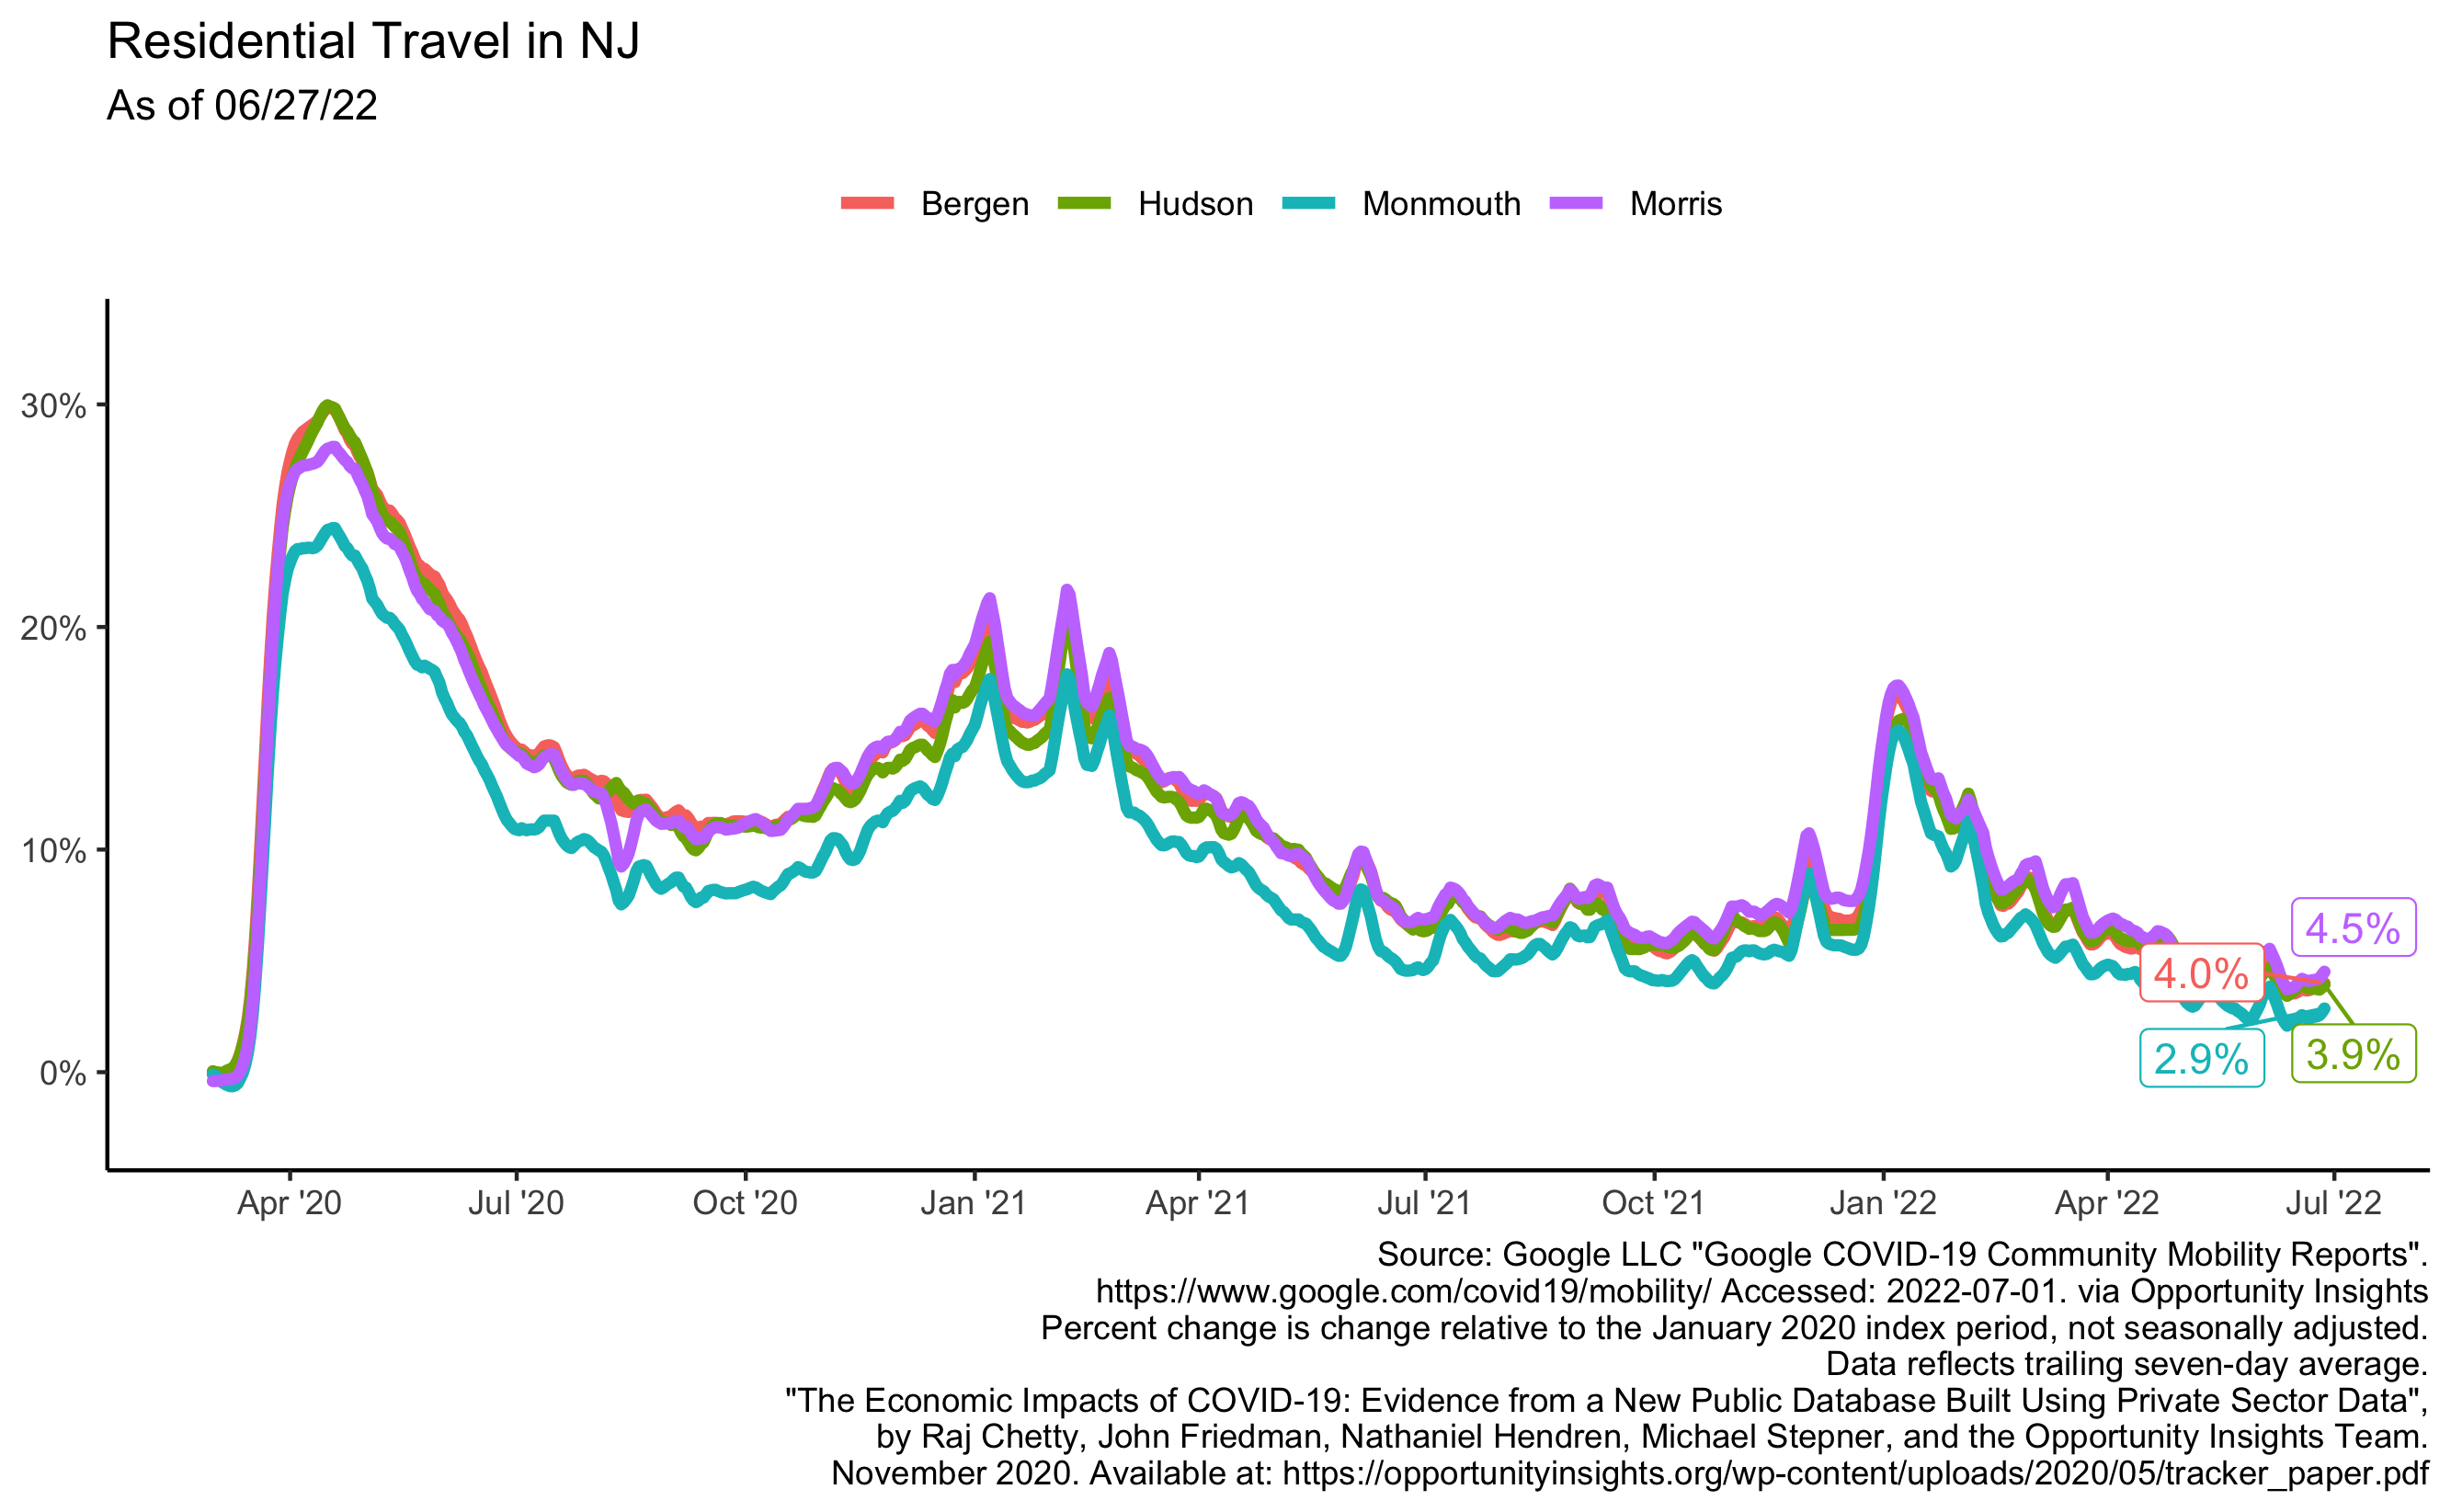 Residential Travel in NJ
As of 06/27/22
Bergen Hudson Monmouth Morris
30%
20%
10%
0%
4.5%
4.0%
3.9%
2.9%
Apr '20 Jul '20 Oct '20 Jan '21 Apr '21 Jul '21 Oct '21 Jan '22 Apr '22 Jul '22
Source: Google LLC "Google COVID-19 Community Mobility Reports".
https://www.google.com/covid19/mobility/ Accessed: 2022-07-01. via Opportunity Insights
Percent change is change relative to the January 2020 index period, not seasonally adjusted.
Data reflects trailing seven-day average.
"The Economic Impacts of COVID-19: Evidence from a New Public Database Built Using Private Sector Data",
by Raj Chetty, John Friedman, Nathaniel Hendren, Michael Stepner, and the Opportunity Insights Team.
November 2020. Available at: https://opportunityinsights.org/wp-content/uploads/2020/05/tracker_paper.pdf